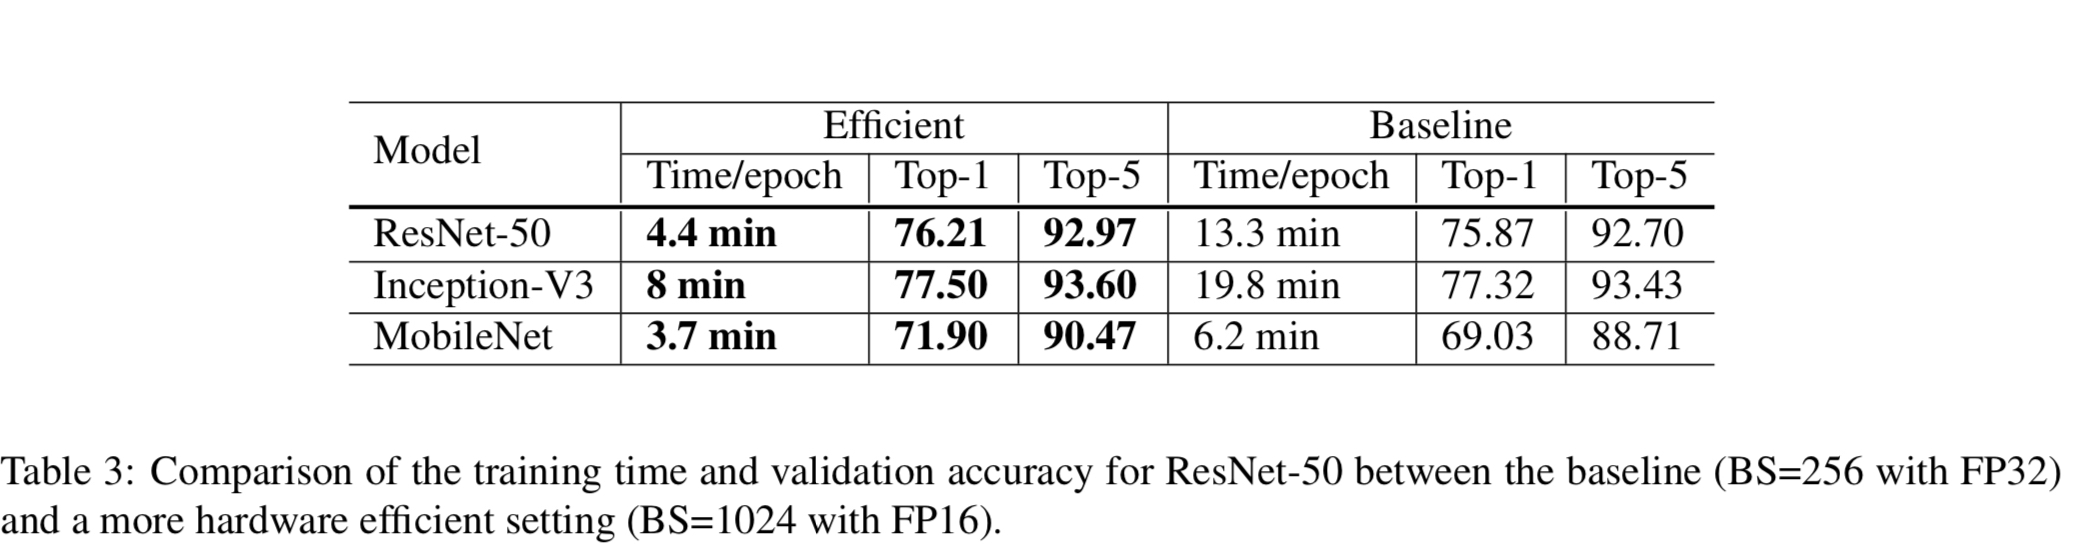 Model Efficient Baseline
Time/epoch Top-1 Top-5 Time/epoch Top-1 Top-5
ResNet-50 4.4 min 76.21 92.97 13.3 min 75.87 92.70
Inception-V3 8 min 77.50 93.60 19.8 min 77.32 93.43
MobileNet 3.7 min 71.90 90.47 6.2 min 69.03 88.71
Table 3: Comparison of the training time and validation accuracy for ResNet-50 between the baseline (BS=256 with FP32)
and a more hardware efficient setting (BS=1024 with FP16).